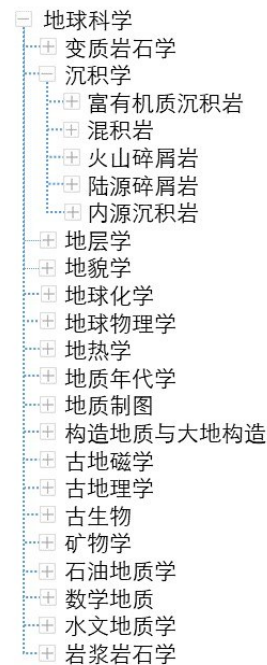 地球科学
变质岩石学
沉积学
富有机质沉积岩
混积岩
火山碎屑岩
陆源碎屑岩
内源沉积岩
地层学
地貌学
地球化学
地球物理学
地热学
地质年代学
地质制图
构造地质与大地构造
古地磁学
古地理学
古生物
矿物学
石油地质学
数学地质
水文地质学
岩浆岩石学